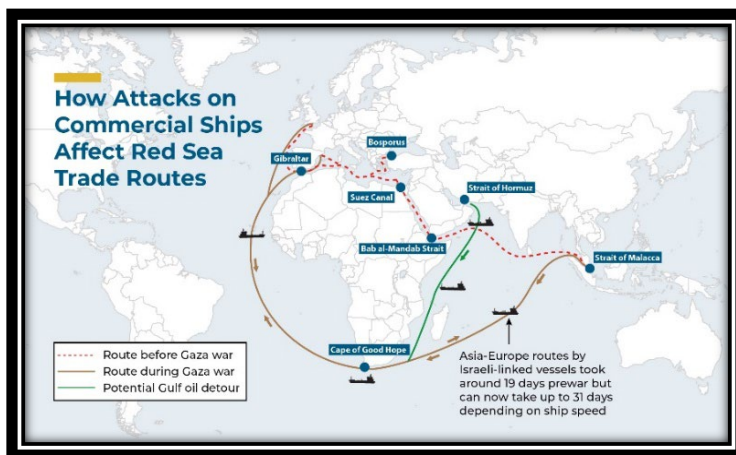 How Attacks on
Commercial Ships
Affect Red Sea
Trade Routes
Bosporus
Gibraltar
Suez Canal
Strait of Hormuz
Bab al-Mandab Strait
Strait of Malacca
Cape of Good Hope
Route before Gaza war
Route during Gaza war
Potential Gulf oil detour
Asia-Europe routes by
Israeli-linked vessels took
around 19 days prewar but
can now take up to 31 days
depending on ship speed